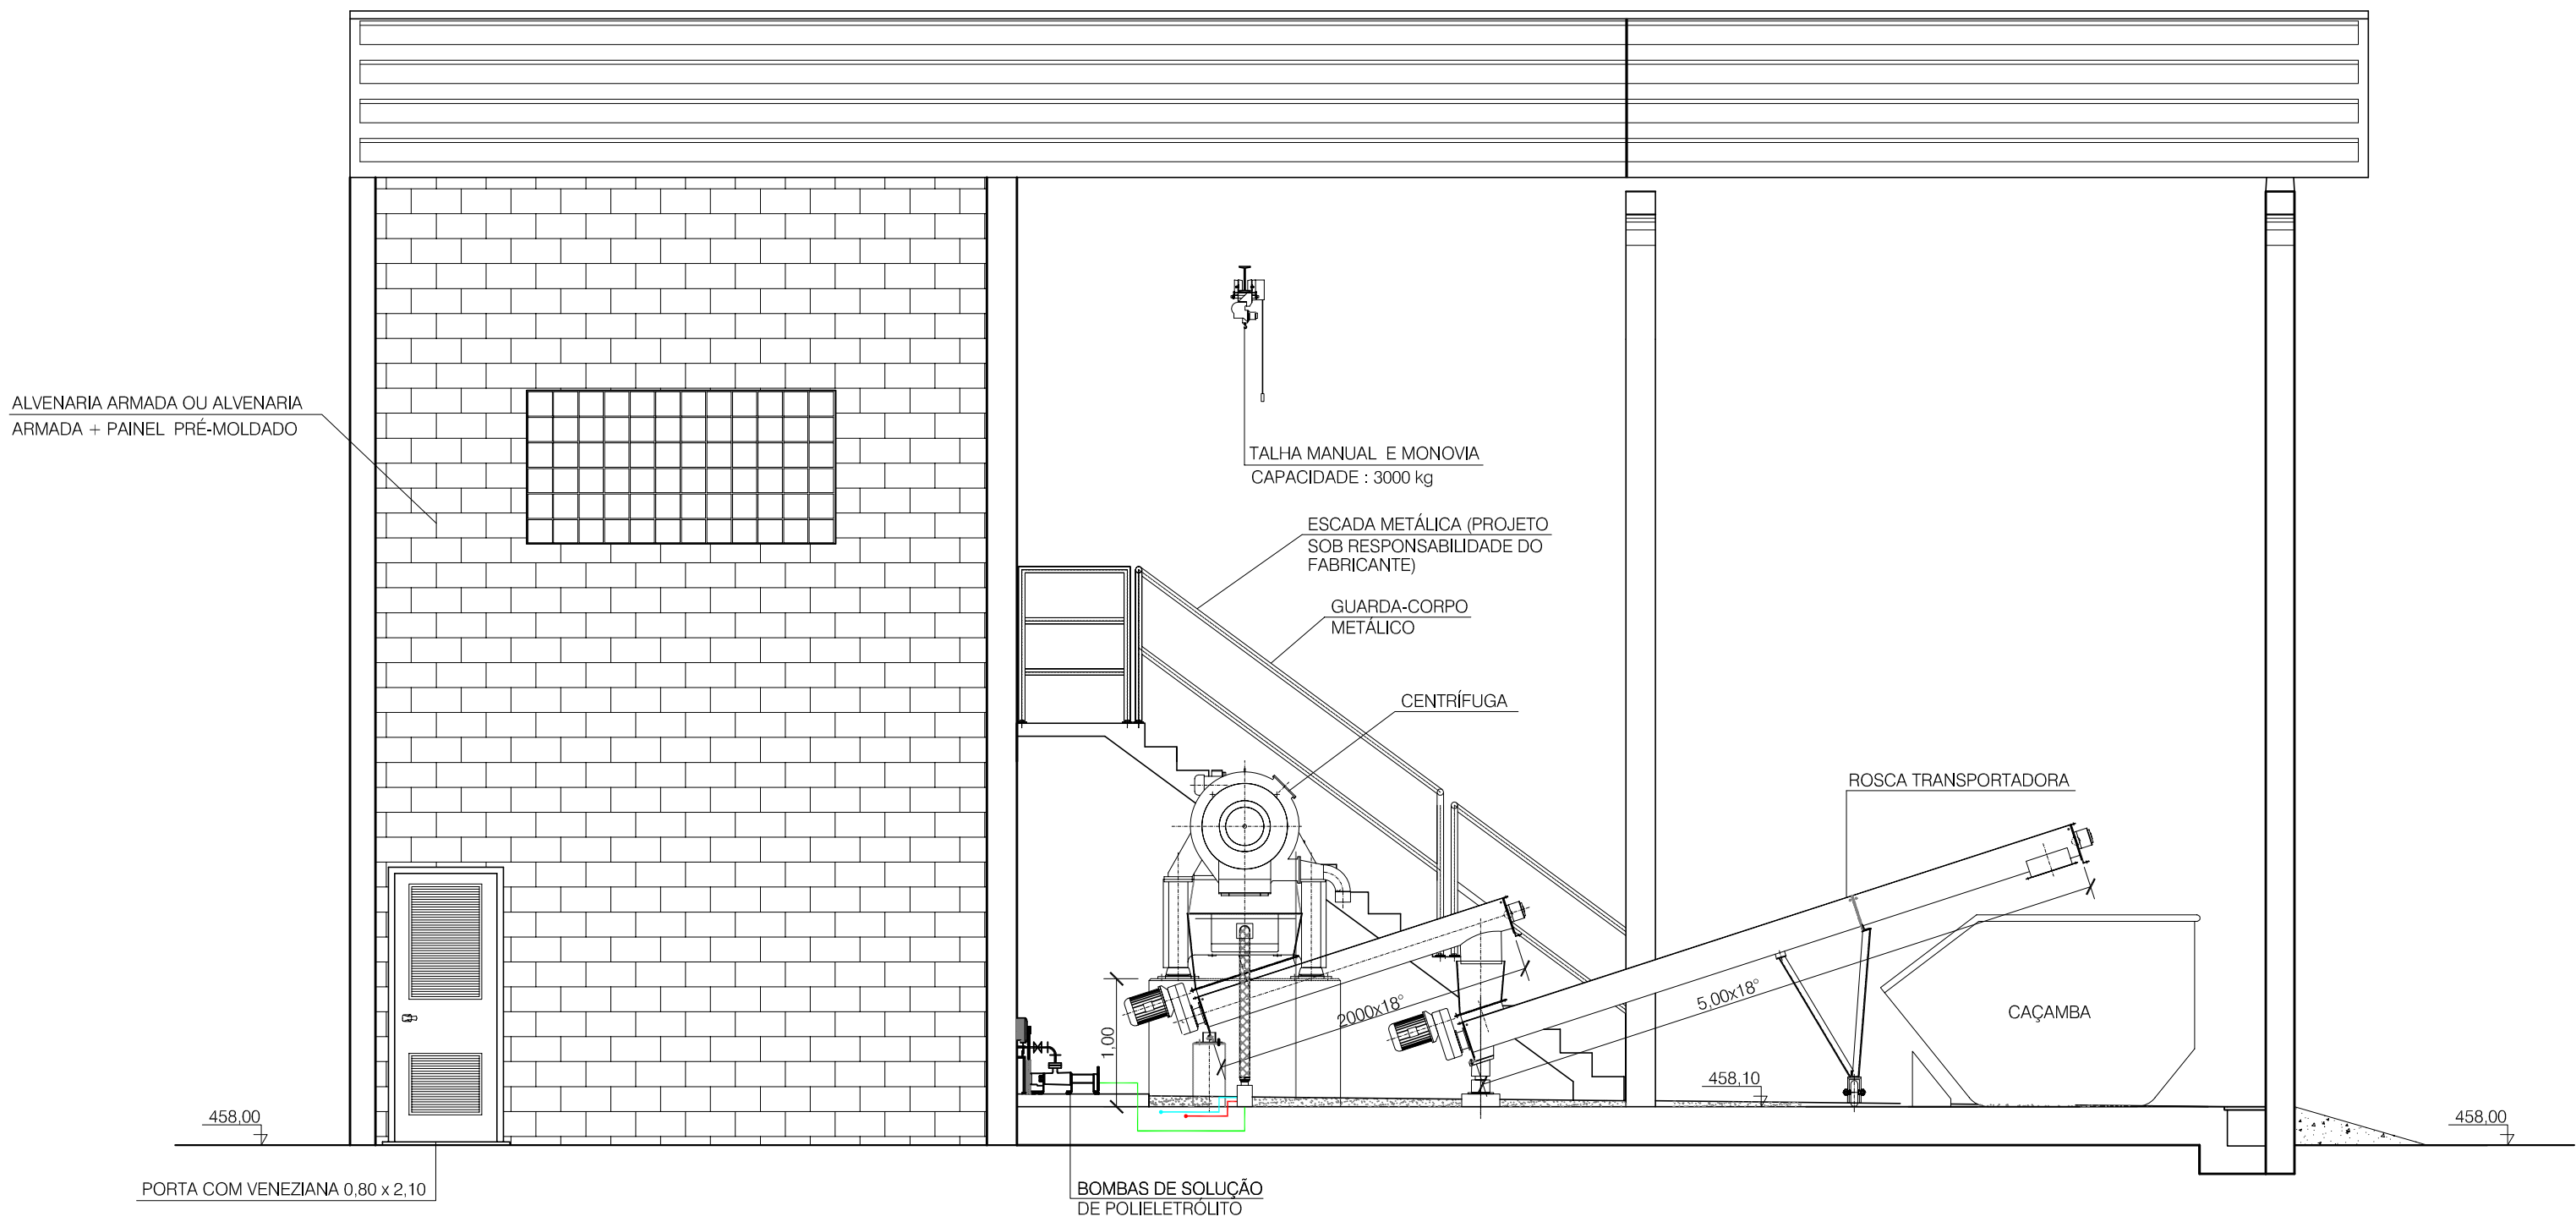 ALVENARIA ARMADA OU ALVENARIA
ARMADA + PAINEL PRÉ-MOLDADO
TALHA MANUAL E MONOVIA
CAPACIDADE : 3000 kg
ESCADA METÁLICA (PROJETO
SOB RESPONSABILIDADE DO
FABRICANTE)
GUARDA-CORPO
METÁLICO
CENTRÍFUGA
ROSCA TRANSPORTADORA
2000x18°
5,00x18°
CAÇAMBA
1,00
458,10
458,00
458,00
PORTA COM VENEZIANA 0,80 x 2,10
BOMBAS DE SOLUÇÃO
DE POLIELETRÓLITO